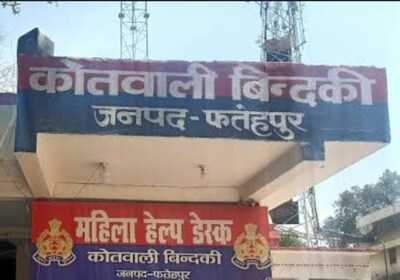 कोतवाली बिन्दकी
जनपद-फतेहपुर
महिला हेल्प डेस्क
कोतवाली बिन्दकी
जनपद-फतेहपुर